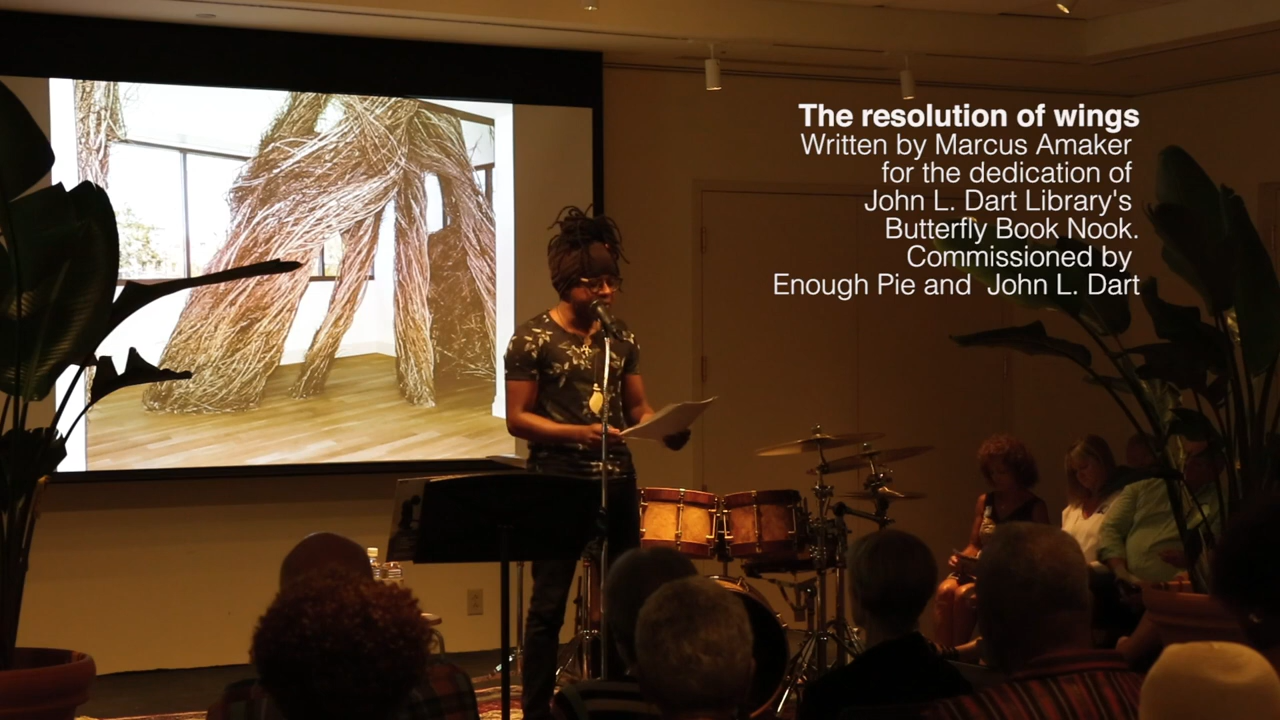 The resolution of wings
Written by Marcus Amaker
for the dedication of
John L. Dart Library's
Butterfly Book Nook.
Commissioned by
Enough Pie and John L. Dart